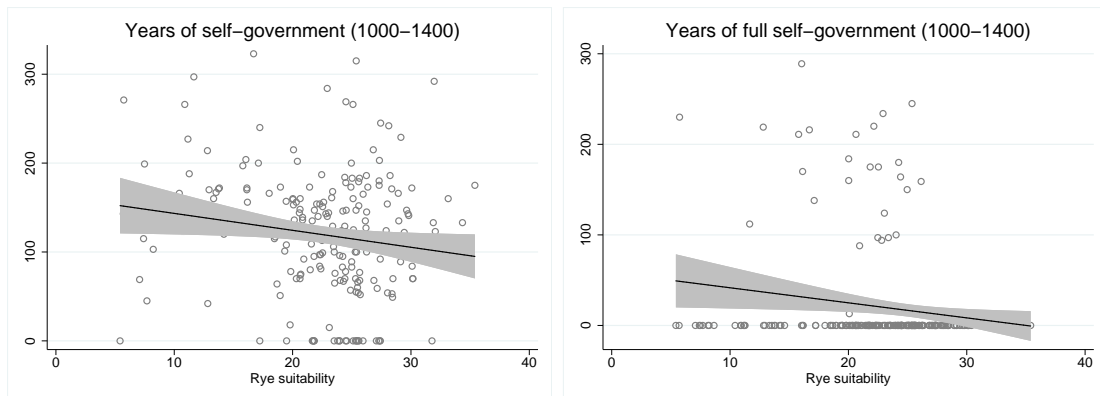 Years of self−government (1000−1400)
300
200
100
0
0 10 20 30 40
Rye suitability
Years of full self−government (1000−1400)
300
200
100
0
0 10 20 30 40
Rye suitability